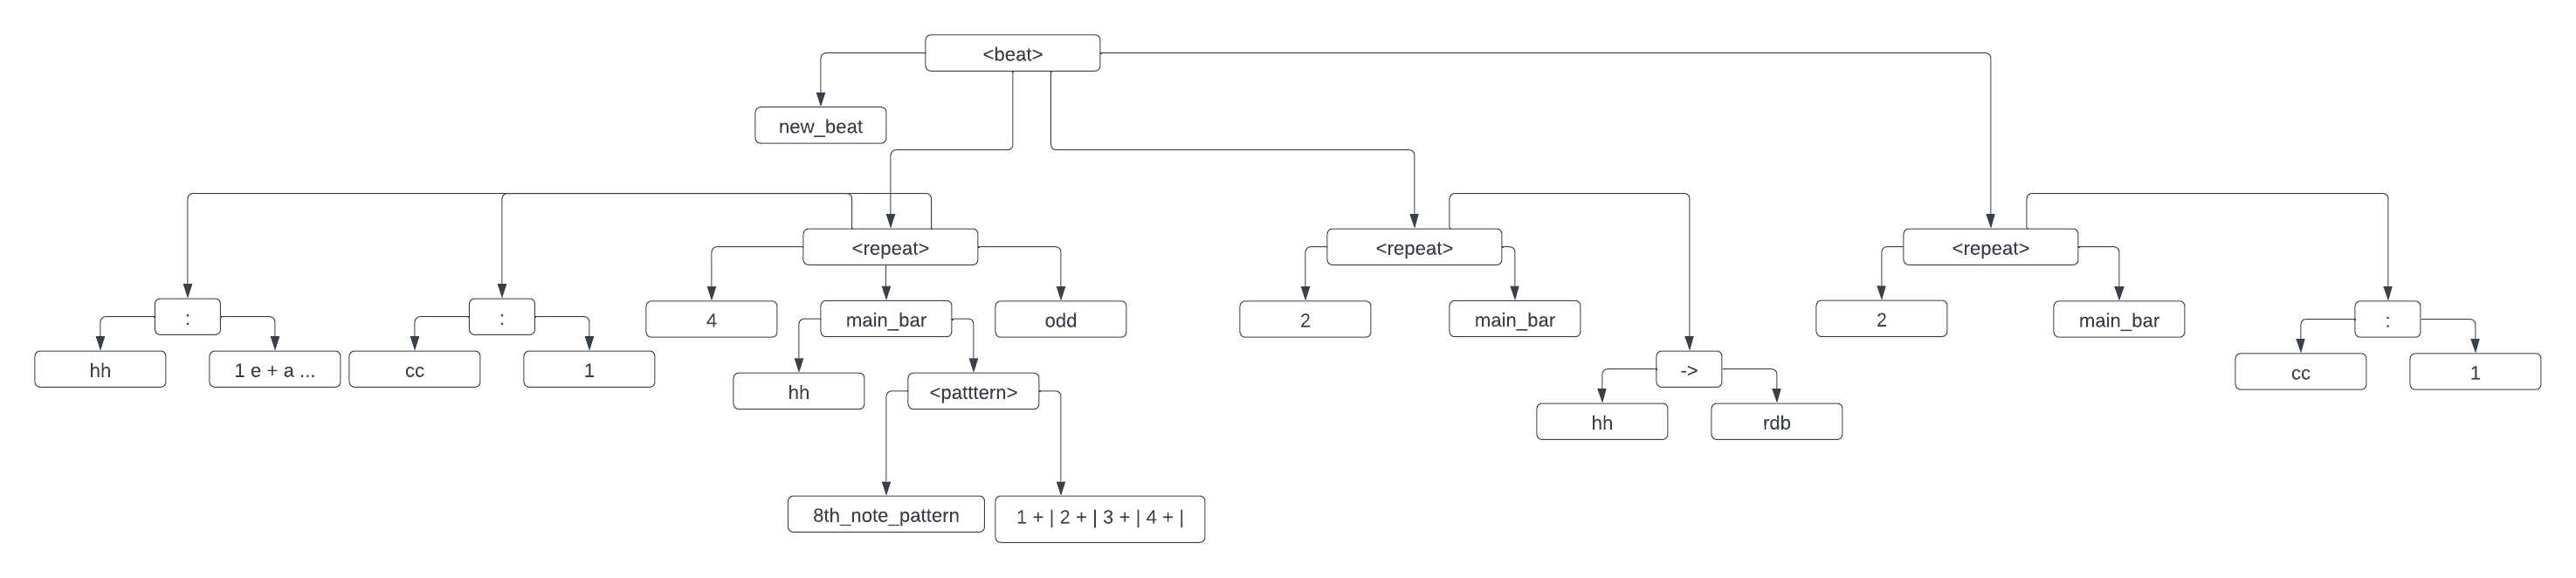 <beat>
new_beat
<repeat>
<repeat>
<repeat>
:
:
4
main_bar
odd
2
main_bar
2
main_bar
:
hh
1 e + a ...
cc
1
hh
<patttern>
->
cc
1
hh
rdb
8th_note_pattern
1 + | 2 + | 3 + | 4 + |